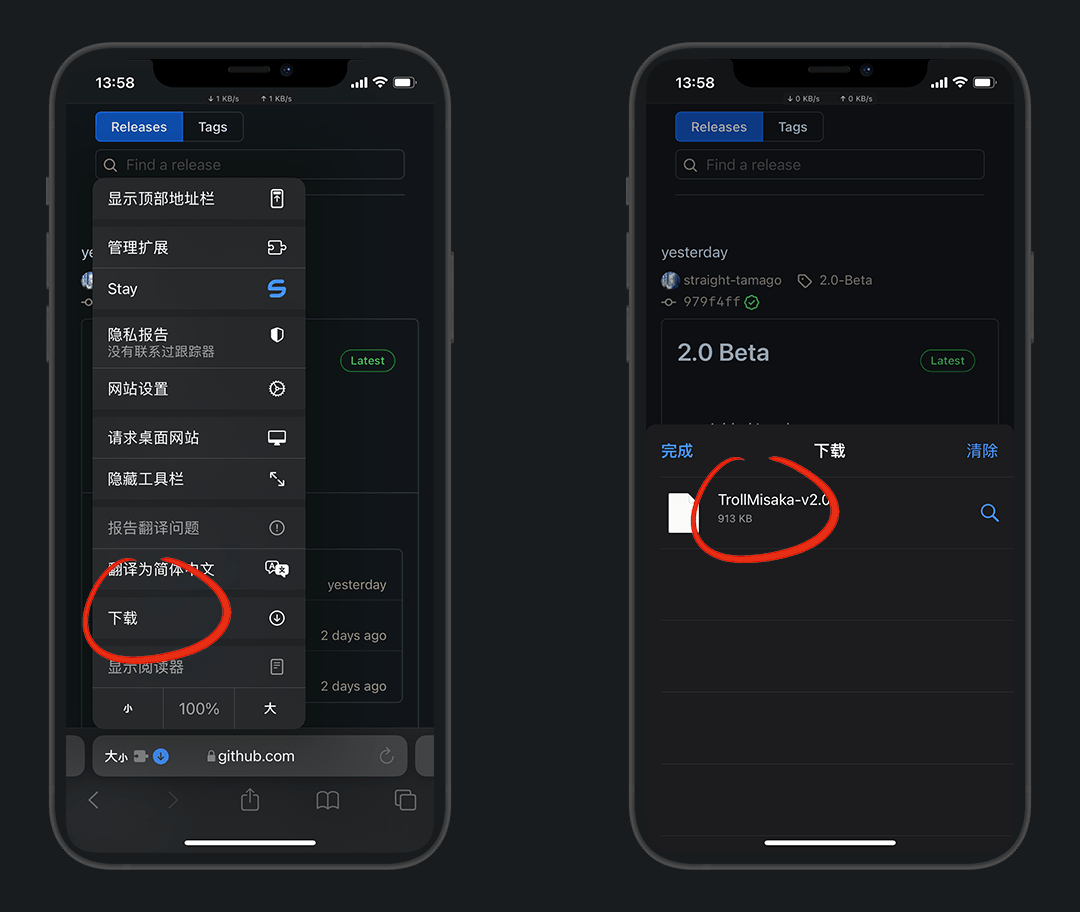 13:58
↓ 1 KB/s ↑ 1 KB/s
Releases Tags
Find a release
显示顶部地址栏
管理扩展
Stay
隐私报告
没有联系过跟踪器
网站设置
请求桌面网站
隐藏工具栏
报告翻译问题
翻译为简体中文
下载
显示阅读器
小 100% 大
ye
Latest
yesterday
2 days ago
2 days ago
大小 github.com
13:58
↓ 0 KB/s ↑ 0 KB/s
Releases Tags
Find a release
yesterday
straight-tamago 2.0-Beta
979f4ff
2.0 Beta
Latest
完成 下载 清除
TrollMisaka-v2.0
913 KB